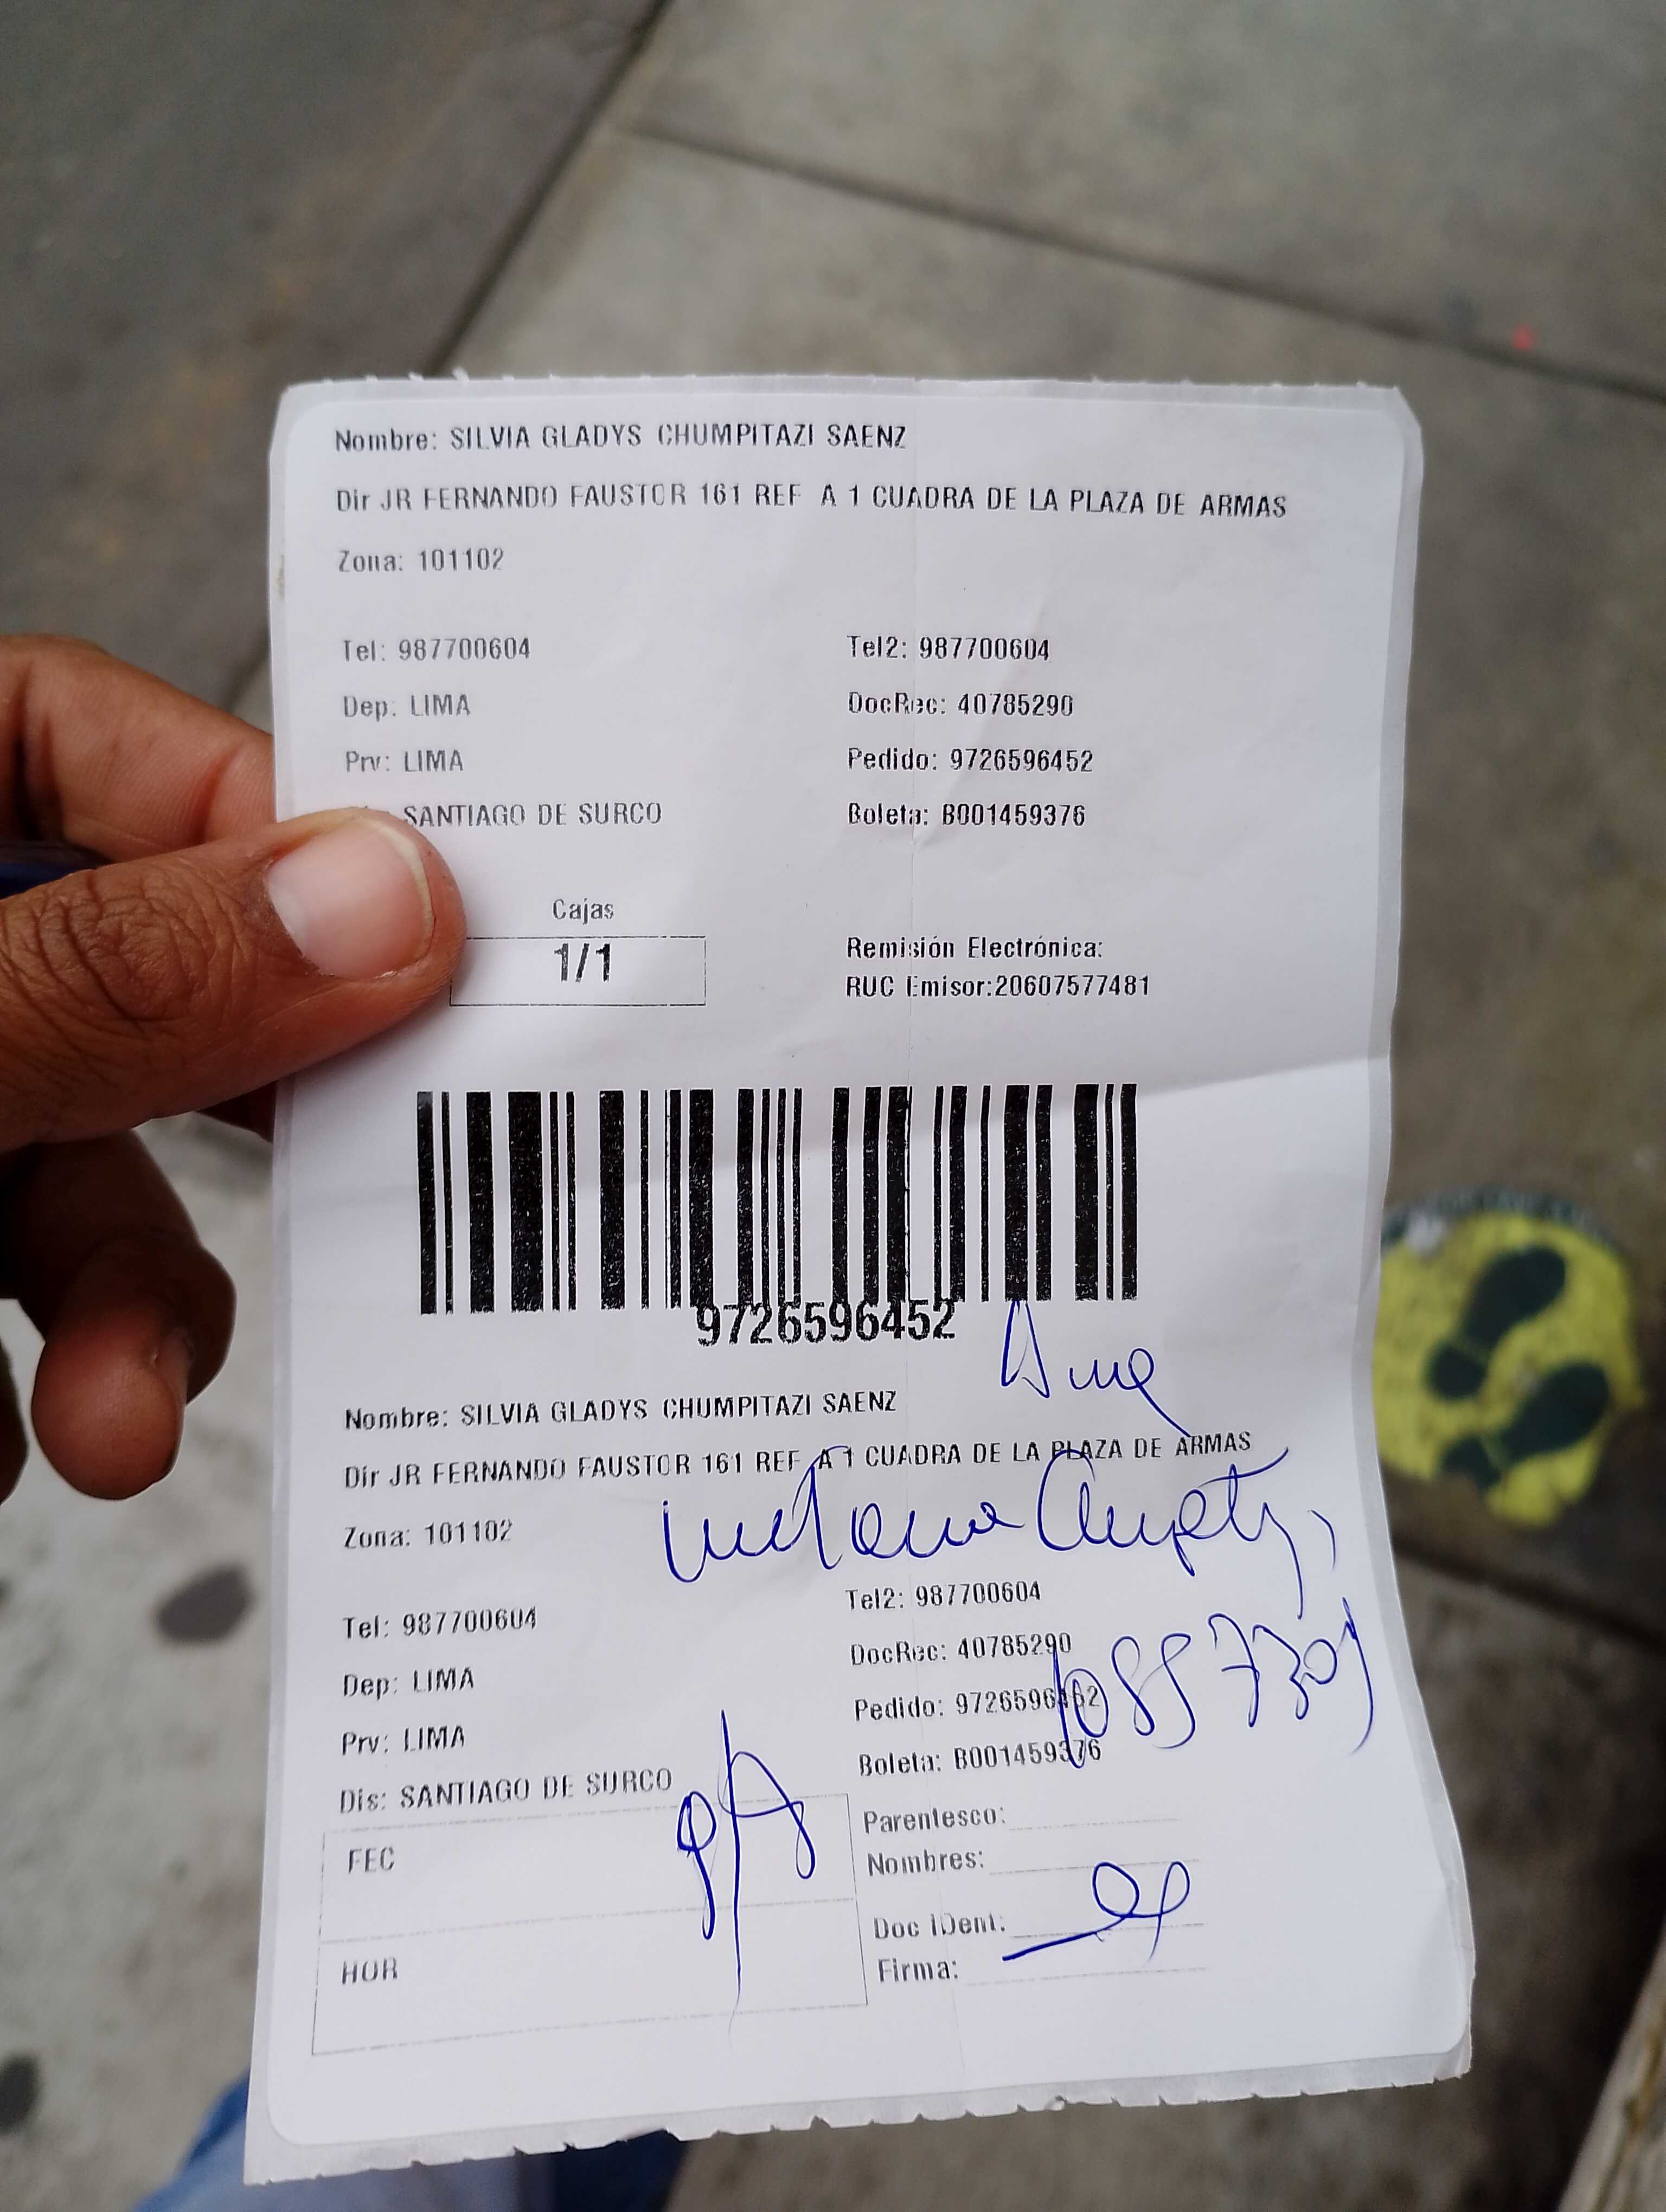 Nombre: SILVIA GLADYS CHUMPITAZI SAENZ
Dir JR FERNANDO FAUSTOR 161 REF A 1 CUADRA DE LA PLAZA DE ARMAS
Zona: 101102
Tel: 987700604 Tel2: 987700604
Dep: LIMA DocRec: 40785290
Prv: LIMA Pedido: 9726596452
SANTIAGO DE SURCO Boleta: B001459376
Cajas
1/1
Remisión Electrónica:
RUC Emisor:20607577481
9726596452
Nombre: SILVIA GLADYS CHUMPITAZI SAENZ
Dir JR FERNANDO FAUSTOR 161 REF A 1 CUADRA DE LA PLAZA DE ARMAS
Zona: 101102
Tel: 987700604 Tel2: 987700604
Dep: LIMA DocRec: 40785290
Prv: LIMA Pedido: 9726596452
Dis: SANTIAGO DE SURCO Boleta: B001459376
FEC
HOR
Parentesco:
Nombres:
Doc iDent:
Firma: